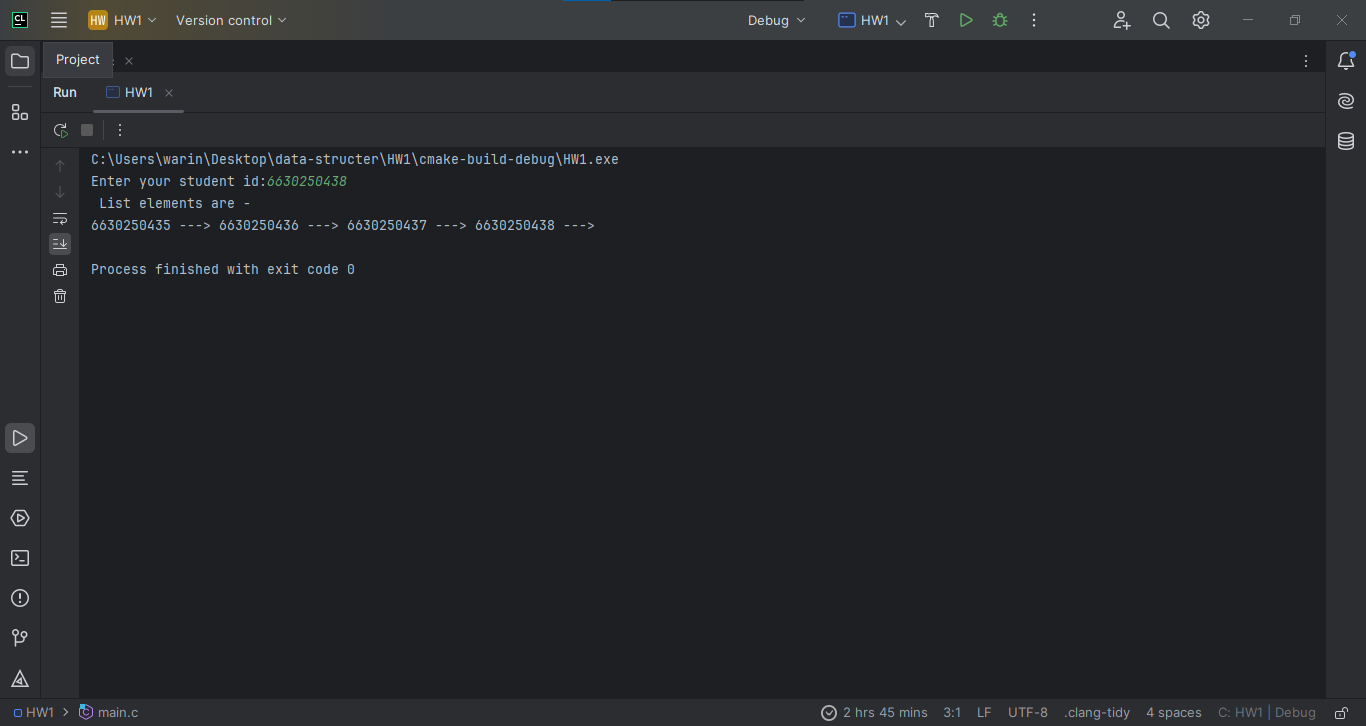 CL HW HW1 Version control Debug HW1
Project
Run HW1
C:\Users\warin\Desktop\data-structer\HW1\cmake-build-debug\HW1.exe
Enter your student id:6630250438
List elements are -
6630250435 ---> 6630250436 ---> 6630250437 ---> 6630250438 --->
Process finished with exit code 0
HW1 > C main.c 2 hrs 45 mins 3:1 LF UTF-8 .clang-tidy 4 spaces C: HW1 | Debug